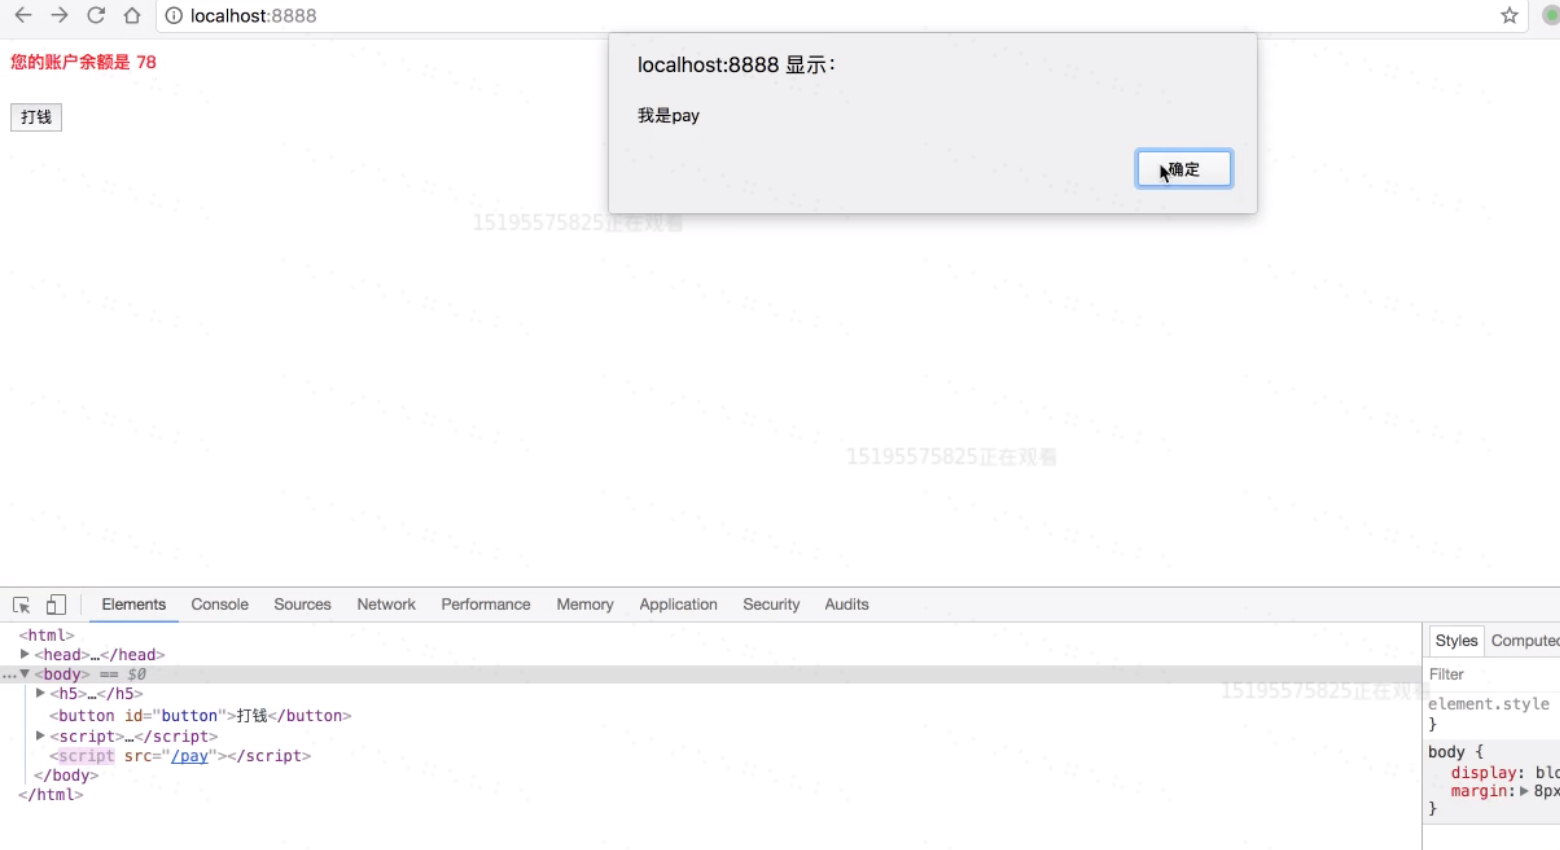 localhost:8888
您的账户余额是 78
localhost:8888 显示：
我是pay
打钱
确定
15195575825正在观看
15195575825正在观看
Elements Console Sources Network Performance Memory Application Security Audits
<html>
Styles Computed
▶<head>…</head>
…▼<body> == $0
Filter
▶<h5>…</h5>
15195575825正在观看
element.style
<button id="button">打钱</button>
}
▶<script>…</script>
body {
<script src="/pay"></script>
display: blo
</body>
margin:▶8px
</html>
}